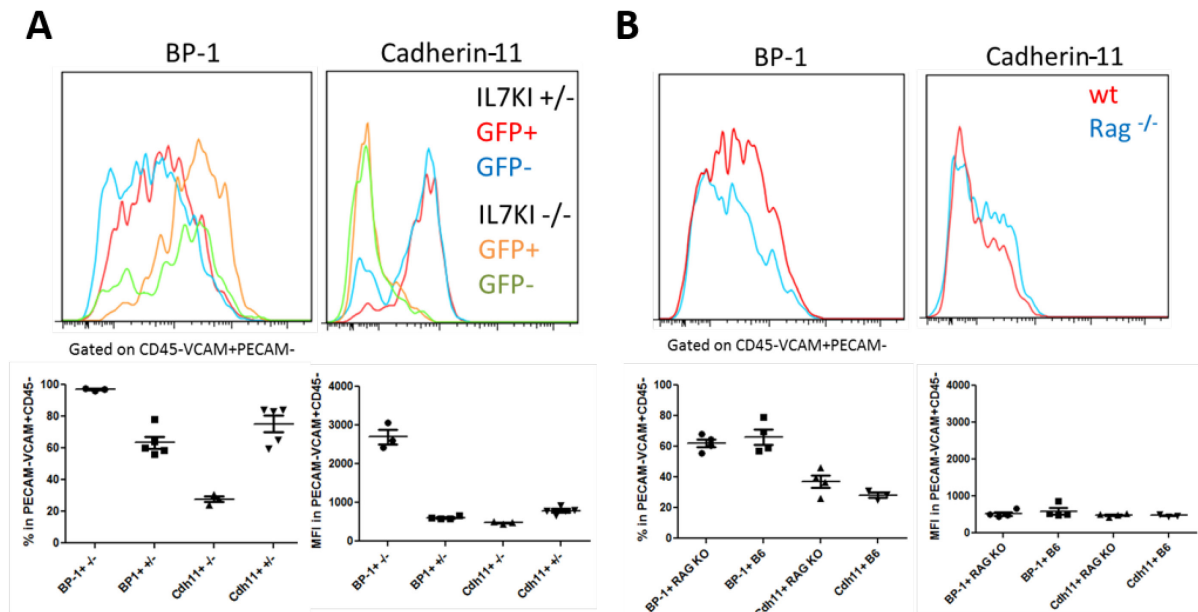 A
BP-1
Cadherin-11
IL7KI +/-
GFP+
GFP-
IL7KI -/-
GFP+
GFP-
Gated on CD45-VCAM+PECAM-
% in PECAM-VCAM+CD45-
100
80
60
40
20
0
BP-1+ -/-
BP1+ +/-
Cdh11+ -/-
Cdh11+ +/-
MFI in PECAM-VCAM+CD45-
4000
3000
2000
1000
0
BP-1+ -/-
BP1+ +/-
Cdh11+ -/-
Cdh11+ +/-
B
BP-1
Cadherin-11
wt
Rag -/-
Gated on CD45-VCAM+PECAM-
% in PECAM-VCAM+CD45-
100
80
60
40
20
0
BP-1+ RAG KO
BP-1+ B6
Cdh11+ RAG KO
Cdh11+ B6
MFI in PECAM-VCAM+CD45-
4000
3000
2000
1000
0
BP-1+ RAG KO
BP-1+ B6
Cdh11+ RAG KO
Cdh11+ B6